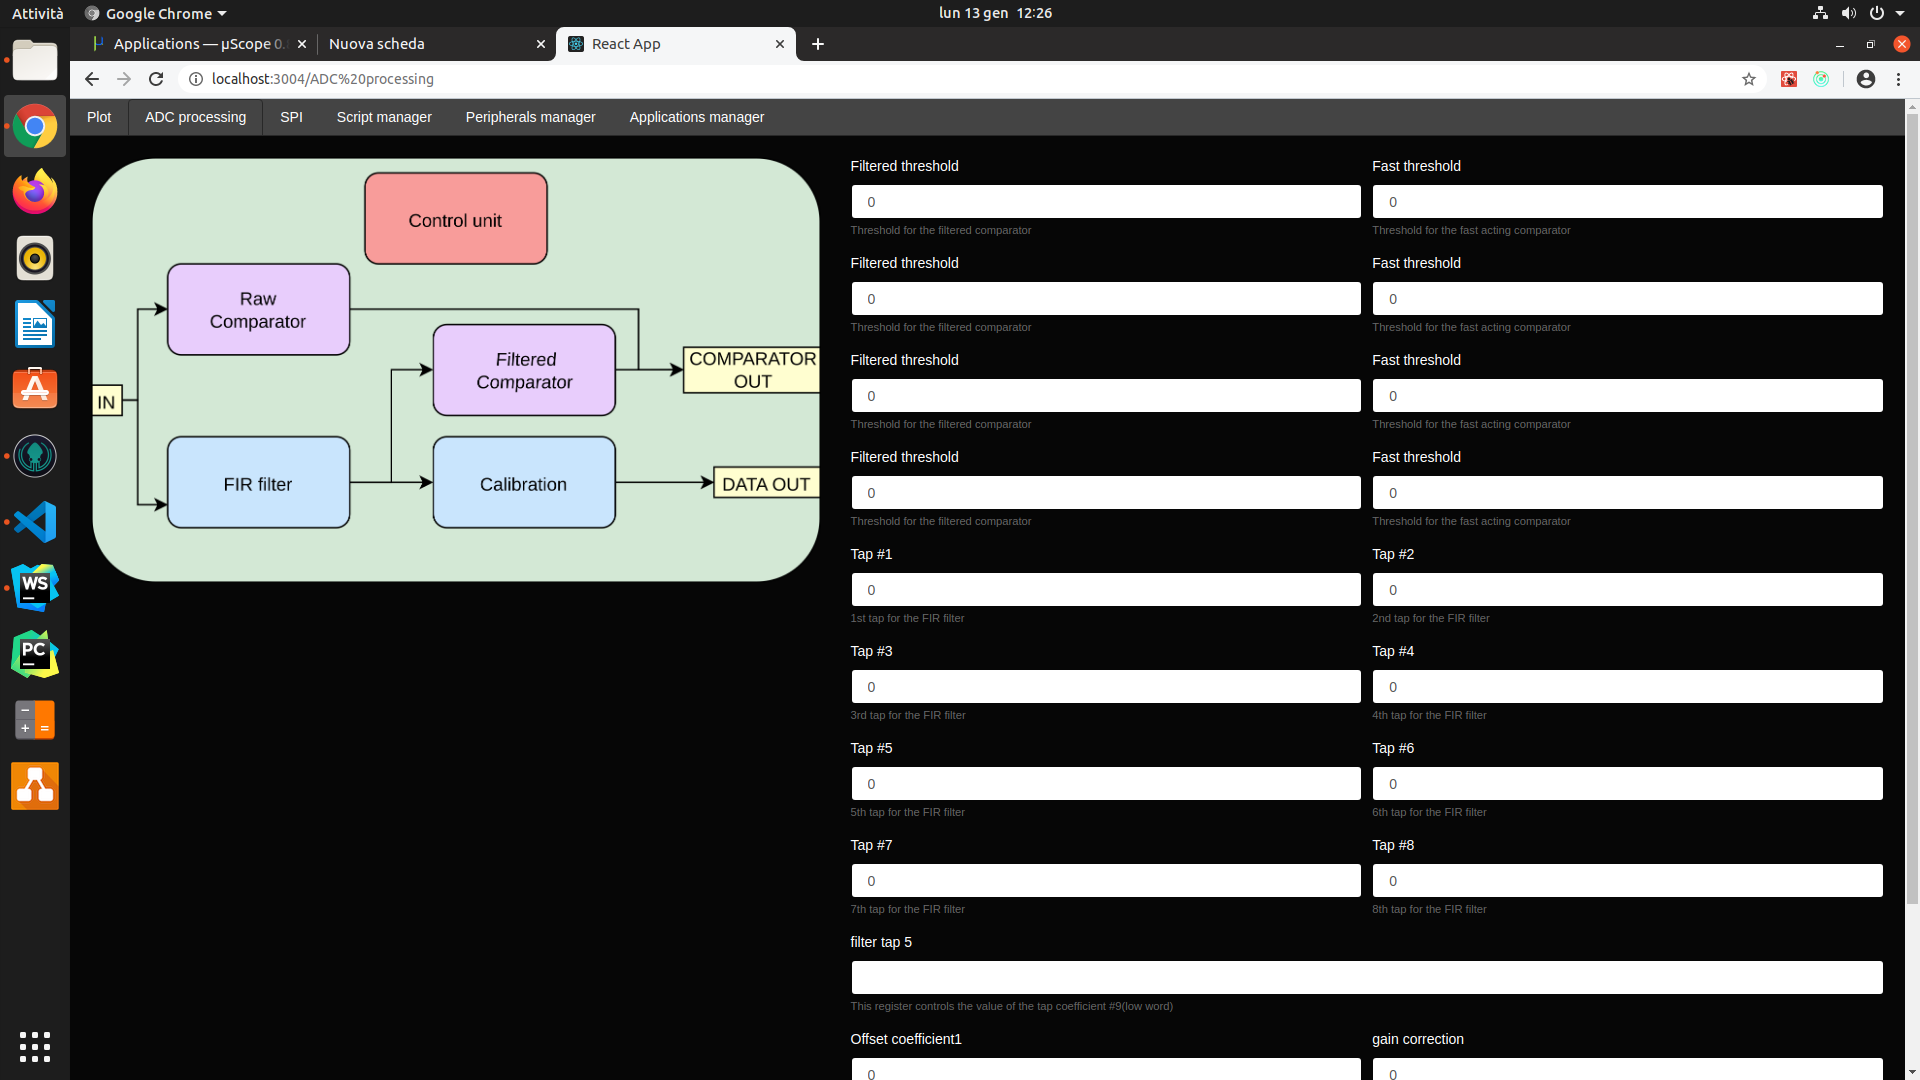 Attività
Google Chrome
lun 13 gen 12:26
Applications — µScope 0.
Nuova scheda
React App
localhost:3004/ADC%20processing
Plot
ADC processing
SPI
Script manager
Peripherals manager
Applications manager
Control unit
Raw
Comparator
Filtered
Comparator
COMPARATOR
OUT
IN
FIR filter
Calibration
DATA OUT
Filtered threshold
Fast threshold
0
0
Threshold for the filtered comparator
Threshold for the fast acting comparator
Filtered threshold
Fast threshold
0
0
Threshold for the filtered comparator
Threshold for the fast acting comparator
Filtered threshold
Fast threshold
0
0
Threshold for the filtered comparator
Threshold for the fast acting comparator
Filtered threshold
Fast threshold
0
0
Threshold for the filtered comparator
Threshold for the fast acting comparator
Tap #1
Tap #2
0
0
1st tap for the FIR filter
2nd tap for the FIR filter
Tap #3
Tap #4
0
0
3rd tap for the FIR filter
4th tap for the FIR filter
Tap #5
Tap #6
0
0
5th tap for the FIR filter
6th tap for the FIR filter
Tap #7
Tap #8
0
0
7th tap for the FIR filter
8th tap for the FIR filter
filter tap 5
This register controls the value of the tap coefficient #9(low word)
Offset coefficient1
gain correction
0
0
WS
PC